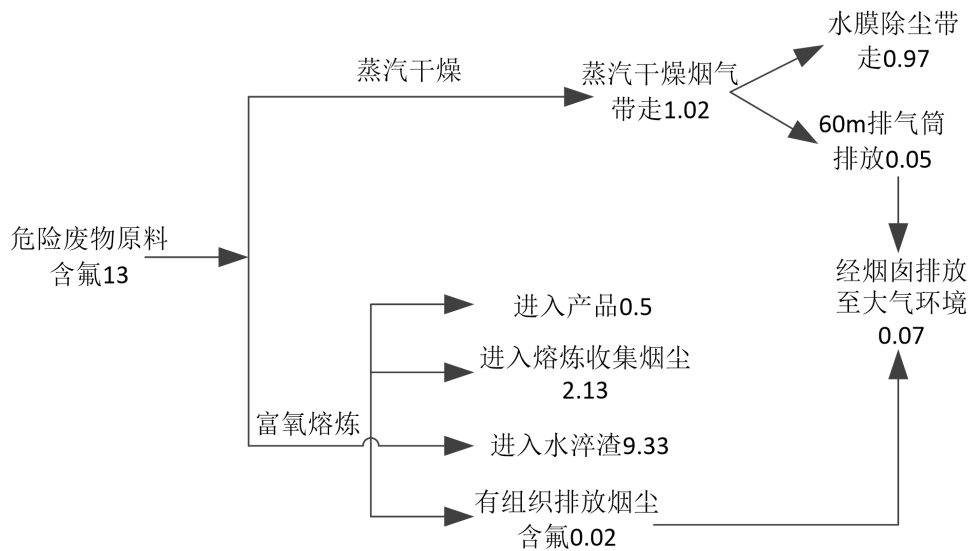 水膜除尘带
走0.97
蒸汽干燥
蒸汽干燥烟气
带走1.02
60m排气筒
排放0.05
危险废物原料
含氟13
经烟囱排放
至大气环境
0.07
进入产品0.5
进入熔炼收集烟尘
2.13
富氧熔炼
进入水淬渣9.33
有组织排放烟尘
含氟0.02